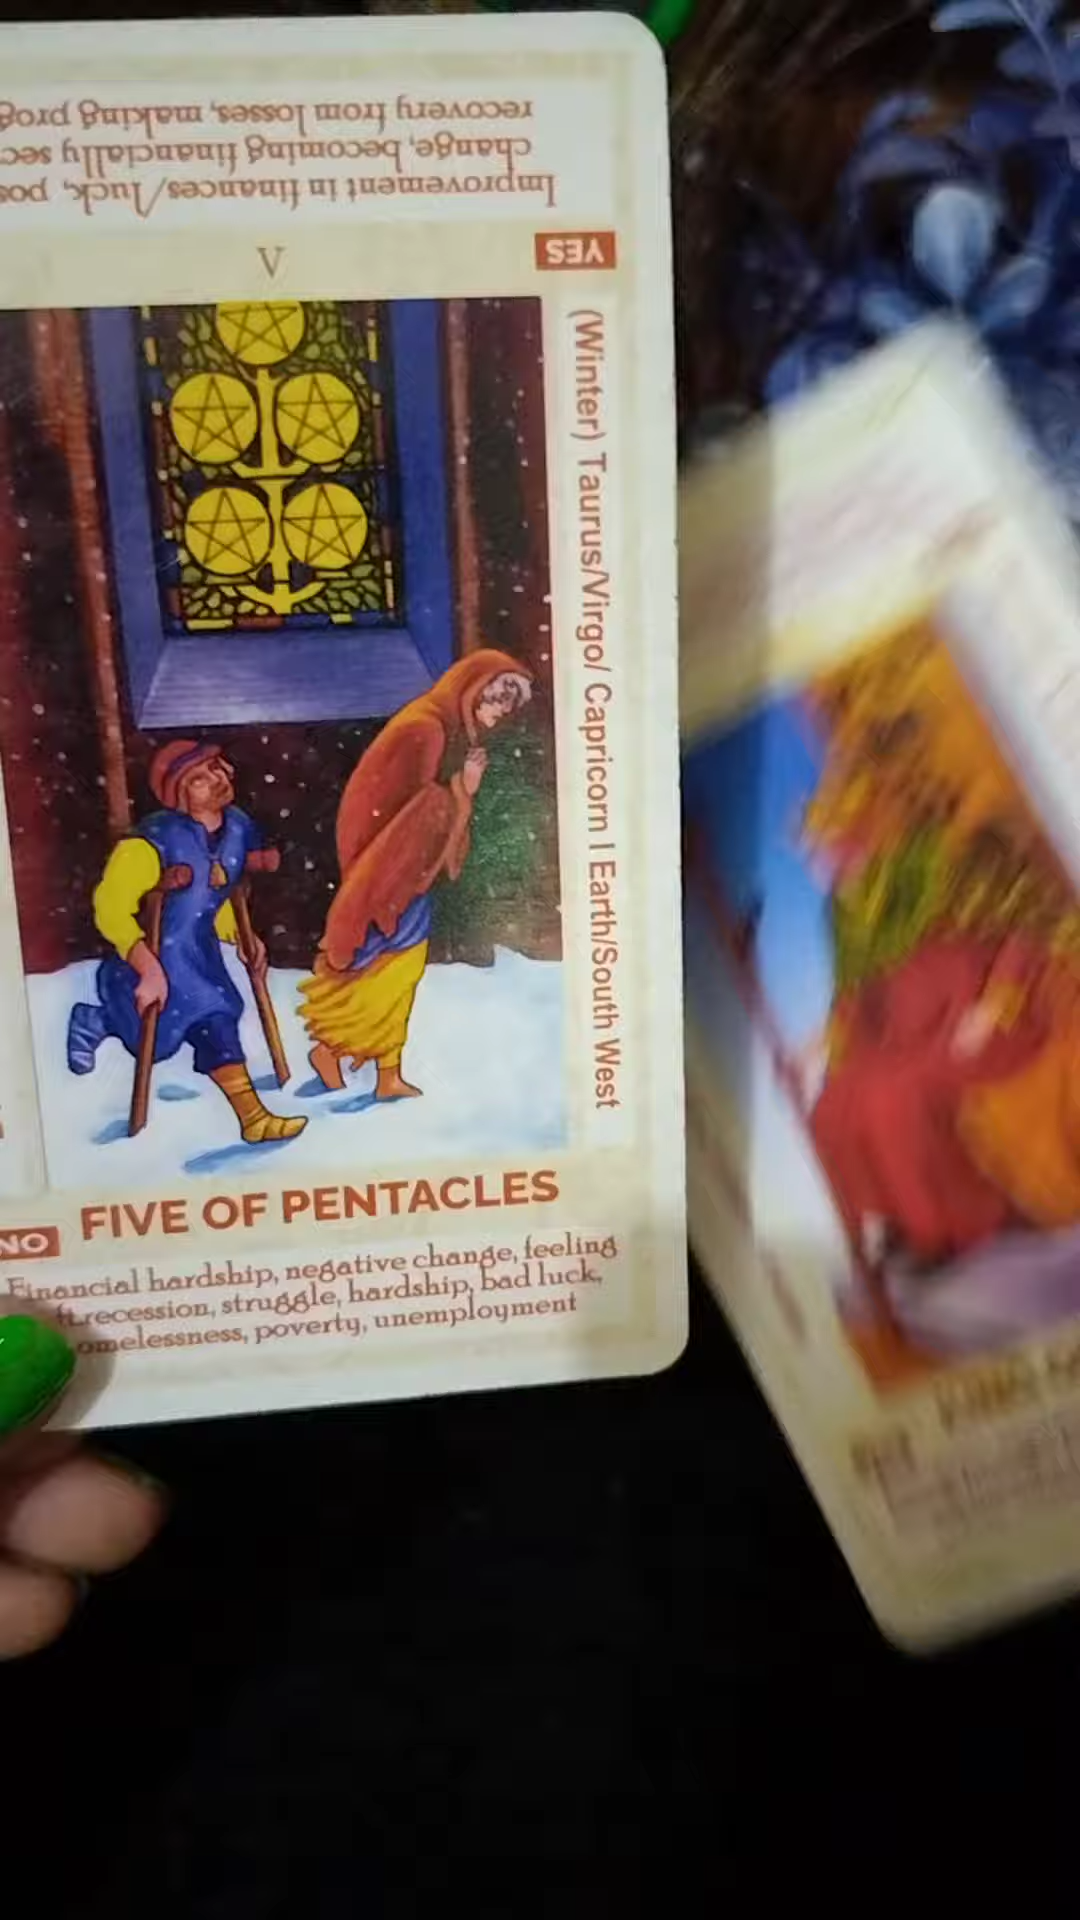 Improvement in finances/luck, pos
change, becoming financially sec
recovery from losses, making prog
YES
V
(Winter) Taurus/Virgo/ Capricorn | Earth/South West
FIVE OF PENTACLES
NO
Financial hardship, negative change, feeling
recession, struggle, hardship, bad luck,
omelessness, poverty, unemployment